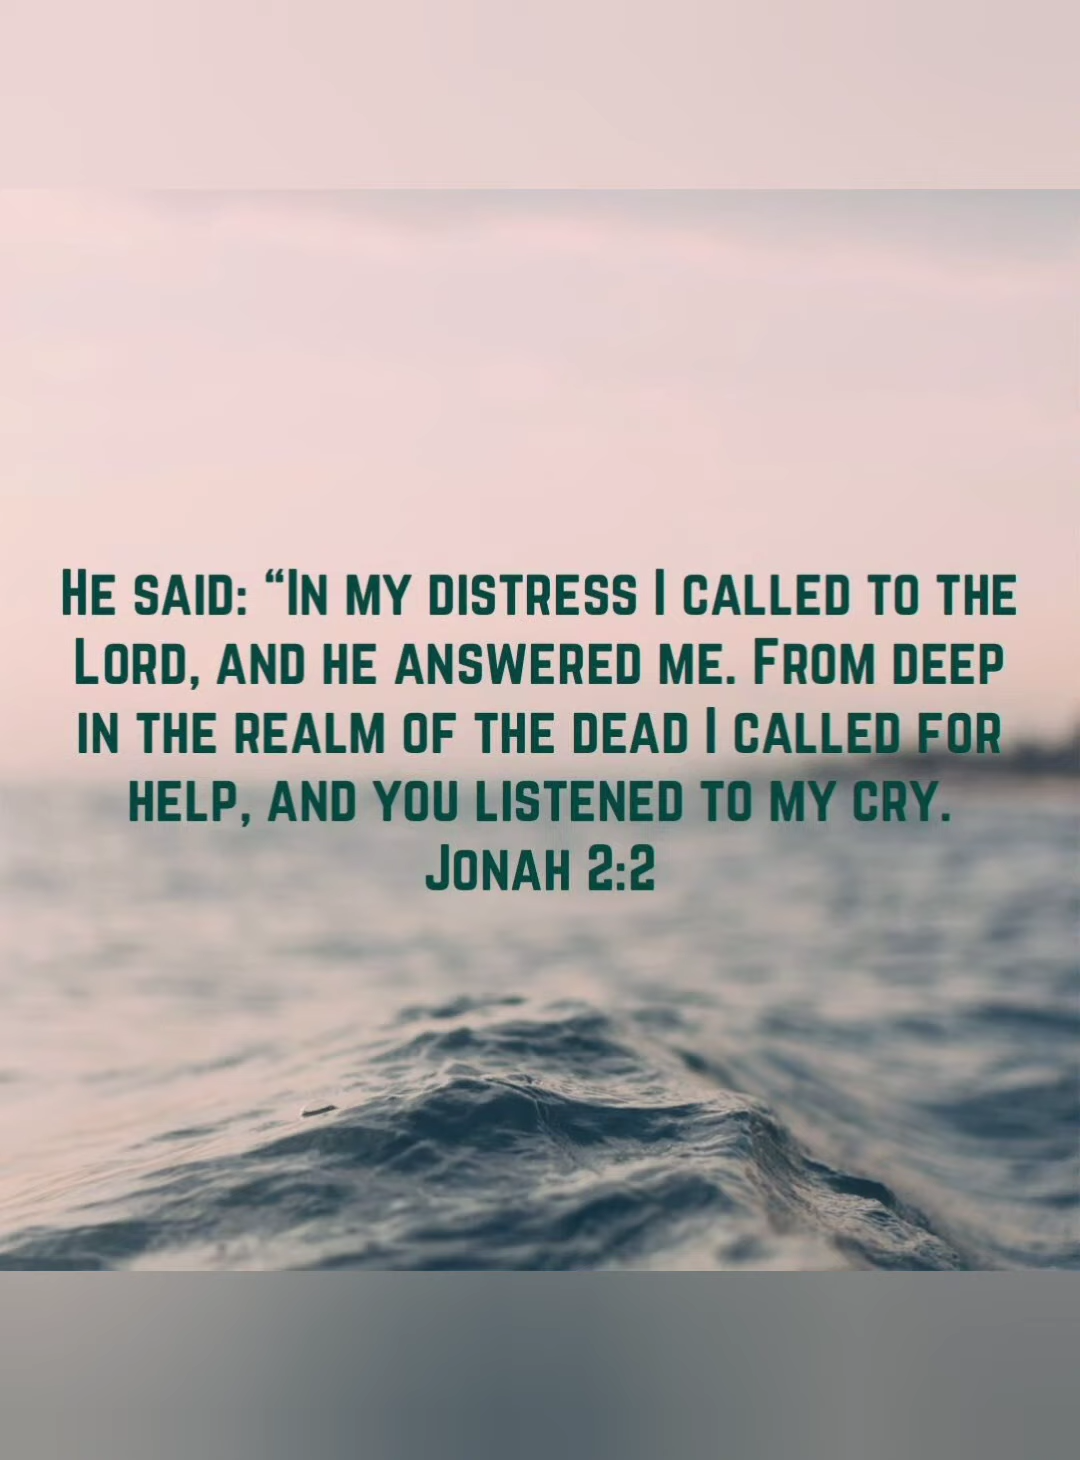 He said: “In my distress I called to the
Lord, and he answered me. From deep
in the realm of the dead I called for
help, and you listened to my cry.
Jonah 2:2